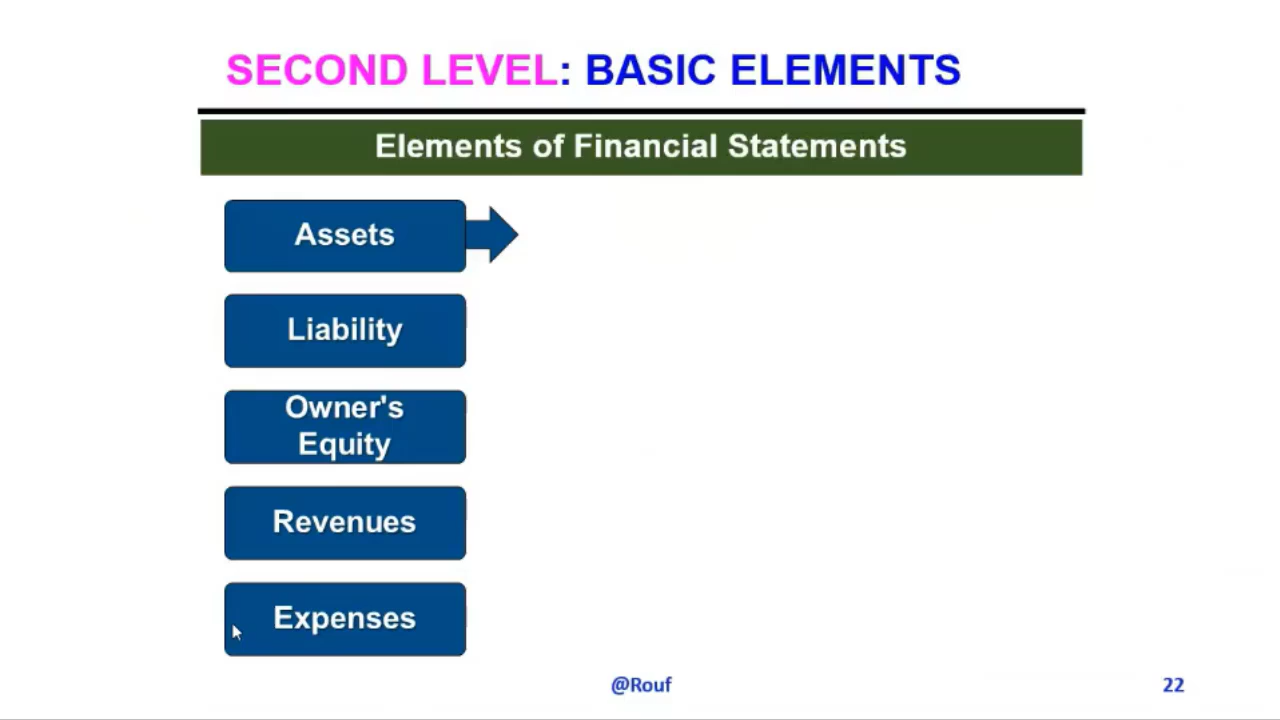 SECOND LEVEL: BASIC ELEMENTS
Elements of Financial Statements
Assets
Liability
Owner's
Equity
Revenues
Expenses
@Rouf
22